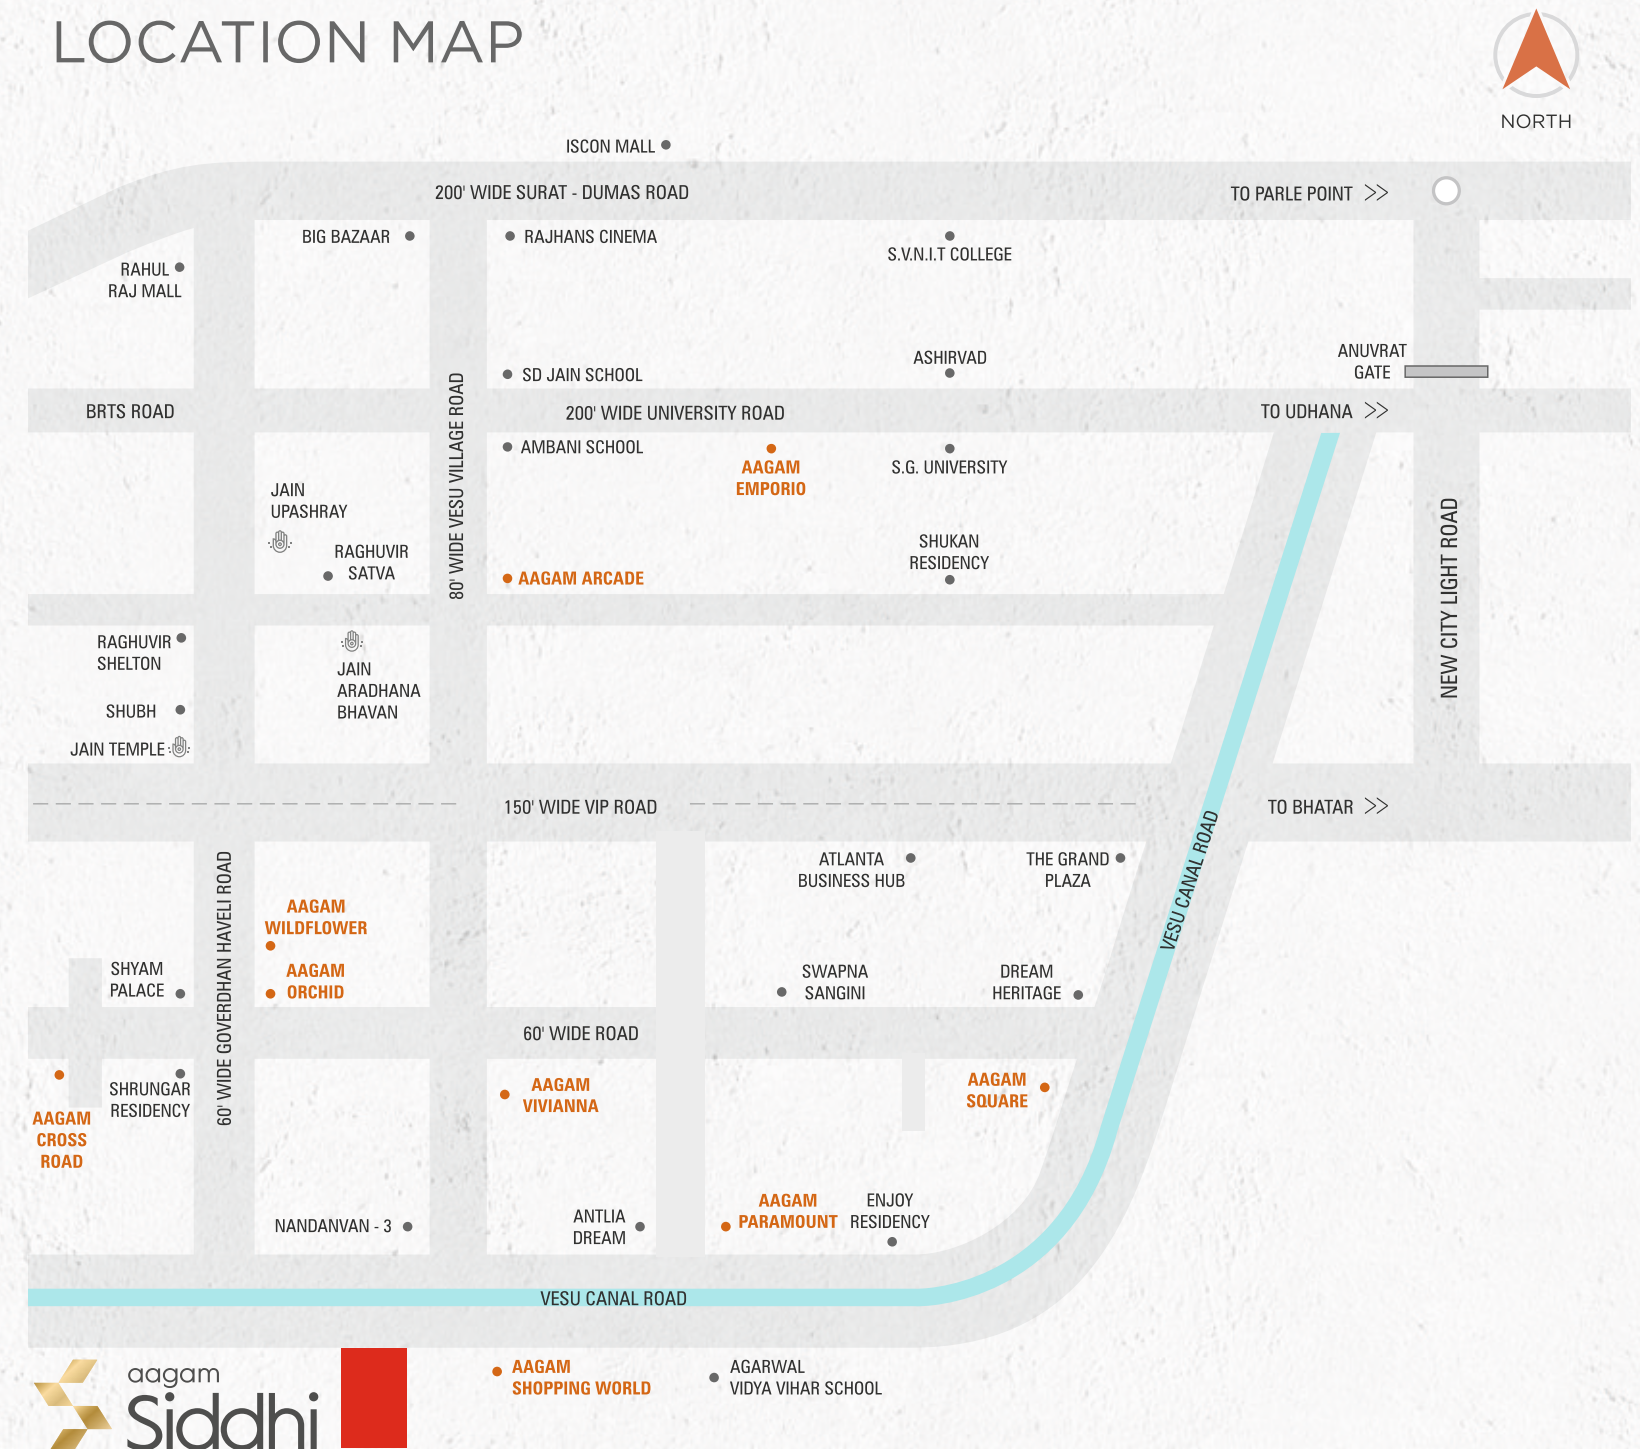 LOCATION MAP
NORTH
ISCON MALL
200' WIDE SURAT - DUMAS ROAD
TO PARLE POINT >>
BIG BAZAAR
RAJHANS CINEMA
S.V.N.I.T COLLEGE
RAHUL
RAJ MALL
SD JAIN SCHOOL
ASHIRVAD
ANUVRAT
GATE
BRTS ROAD
200' WIDE UNIVERSITY ROAD
TO UDHANA >>
80' WIDE VESU VILLAGE ROAD
AMBANI SCHOOL
AAGAM
EMPORIO
S.G. UNIVERSITY
JAIN
UPASHRAY
RAGHUVIR
SATVA
AAGAM ARCADE
SHUKAN
RESIDENCY
NEW CITY LIGHT ROAD
RAGHUVIR
SHELTON
JAIN
ARADHANA
BHAVAN
SHUBH
JAIN TEMPLE
150' WIDE VIP ROAD
TO BHATAR >>
VESU CANAL ROAD
60' WIDE GOVERDHAN HAVELI ROAD
ATLANTA
BUSINESS HUB
THE GRAND
PLAZA
AAGAM
WILDFLOWER
SHYAM
PALACE
AAGAM
ORCHID
SWAPNA
SANGINI
DREAM
HERITAGE
60' WIDE ROAD
SHRUNGAR
RESIDENCY
AAGAM
CROSS
ROAD
AAGAM
VIVIANNA
AAGAM
SQUARE
NANDANVAN - 3
ANTLIA
DREAM
AAGAM
PARAMOUNT
ENJOY
RESIDENCY
VESU CANAL ROAD
aagam
Siddhi
AAGAM
SHOPPING WORLD
AGARWAL
VIDYA VIHAR SCHOOL